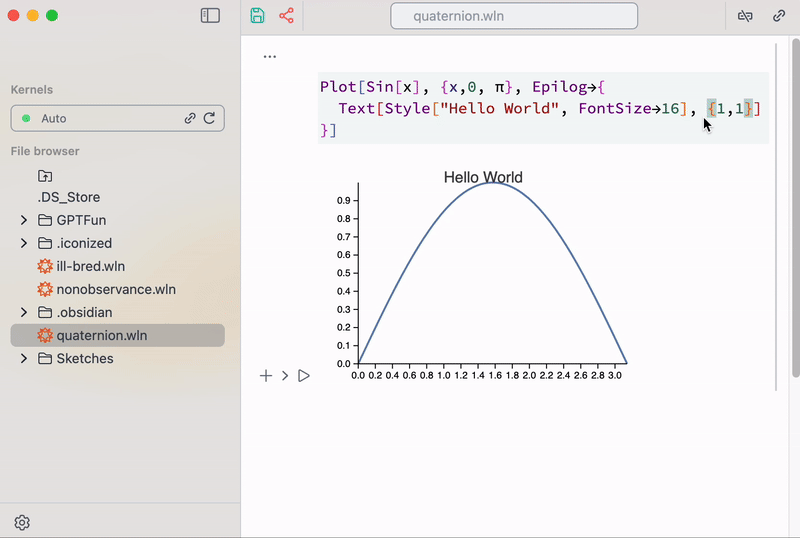 quaternion.wln
...
Kernels
Auto
File browser
.DS_Store
GPTFun
.iconized
ill-bred.wln
nonobservance.wln
.obsidian
quaternion.wln
Sketches
Plot[Sin[x], {x,0, π}, Epilog→{
Text[Style["Hello World", FontSize→16], {1,1}]
}]
Hello World
0.9
0.8
0.7
0.6
0.5
0.4
0.3
0.2
0.1
0.0
0.0 0.2 0.4 0.6 0.8 1.0 1.2 1.4 1.6 1.8 2.0 2.2 2.4 2.6 2.8 3.0